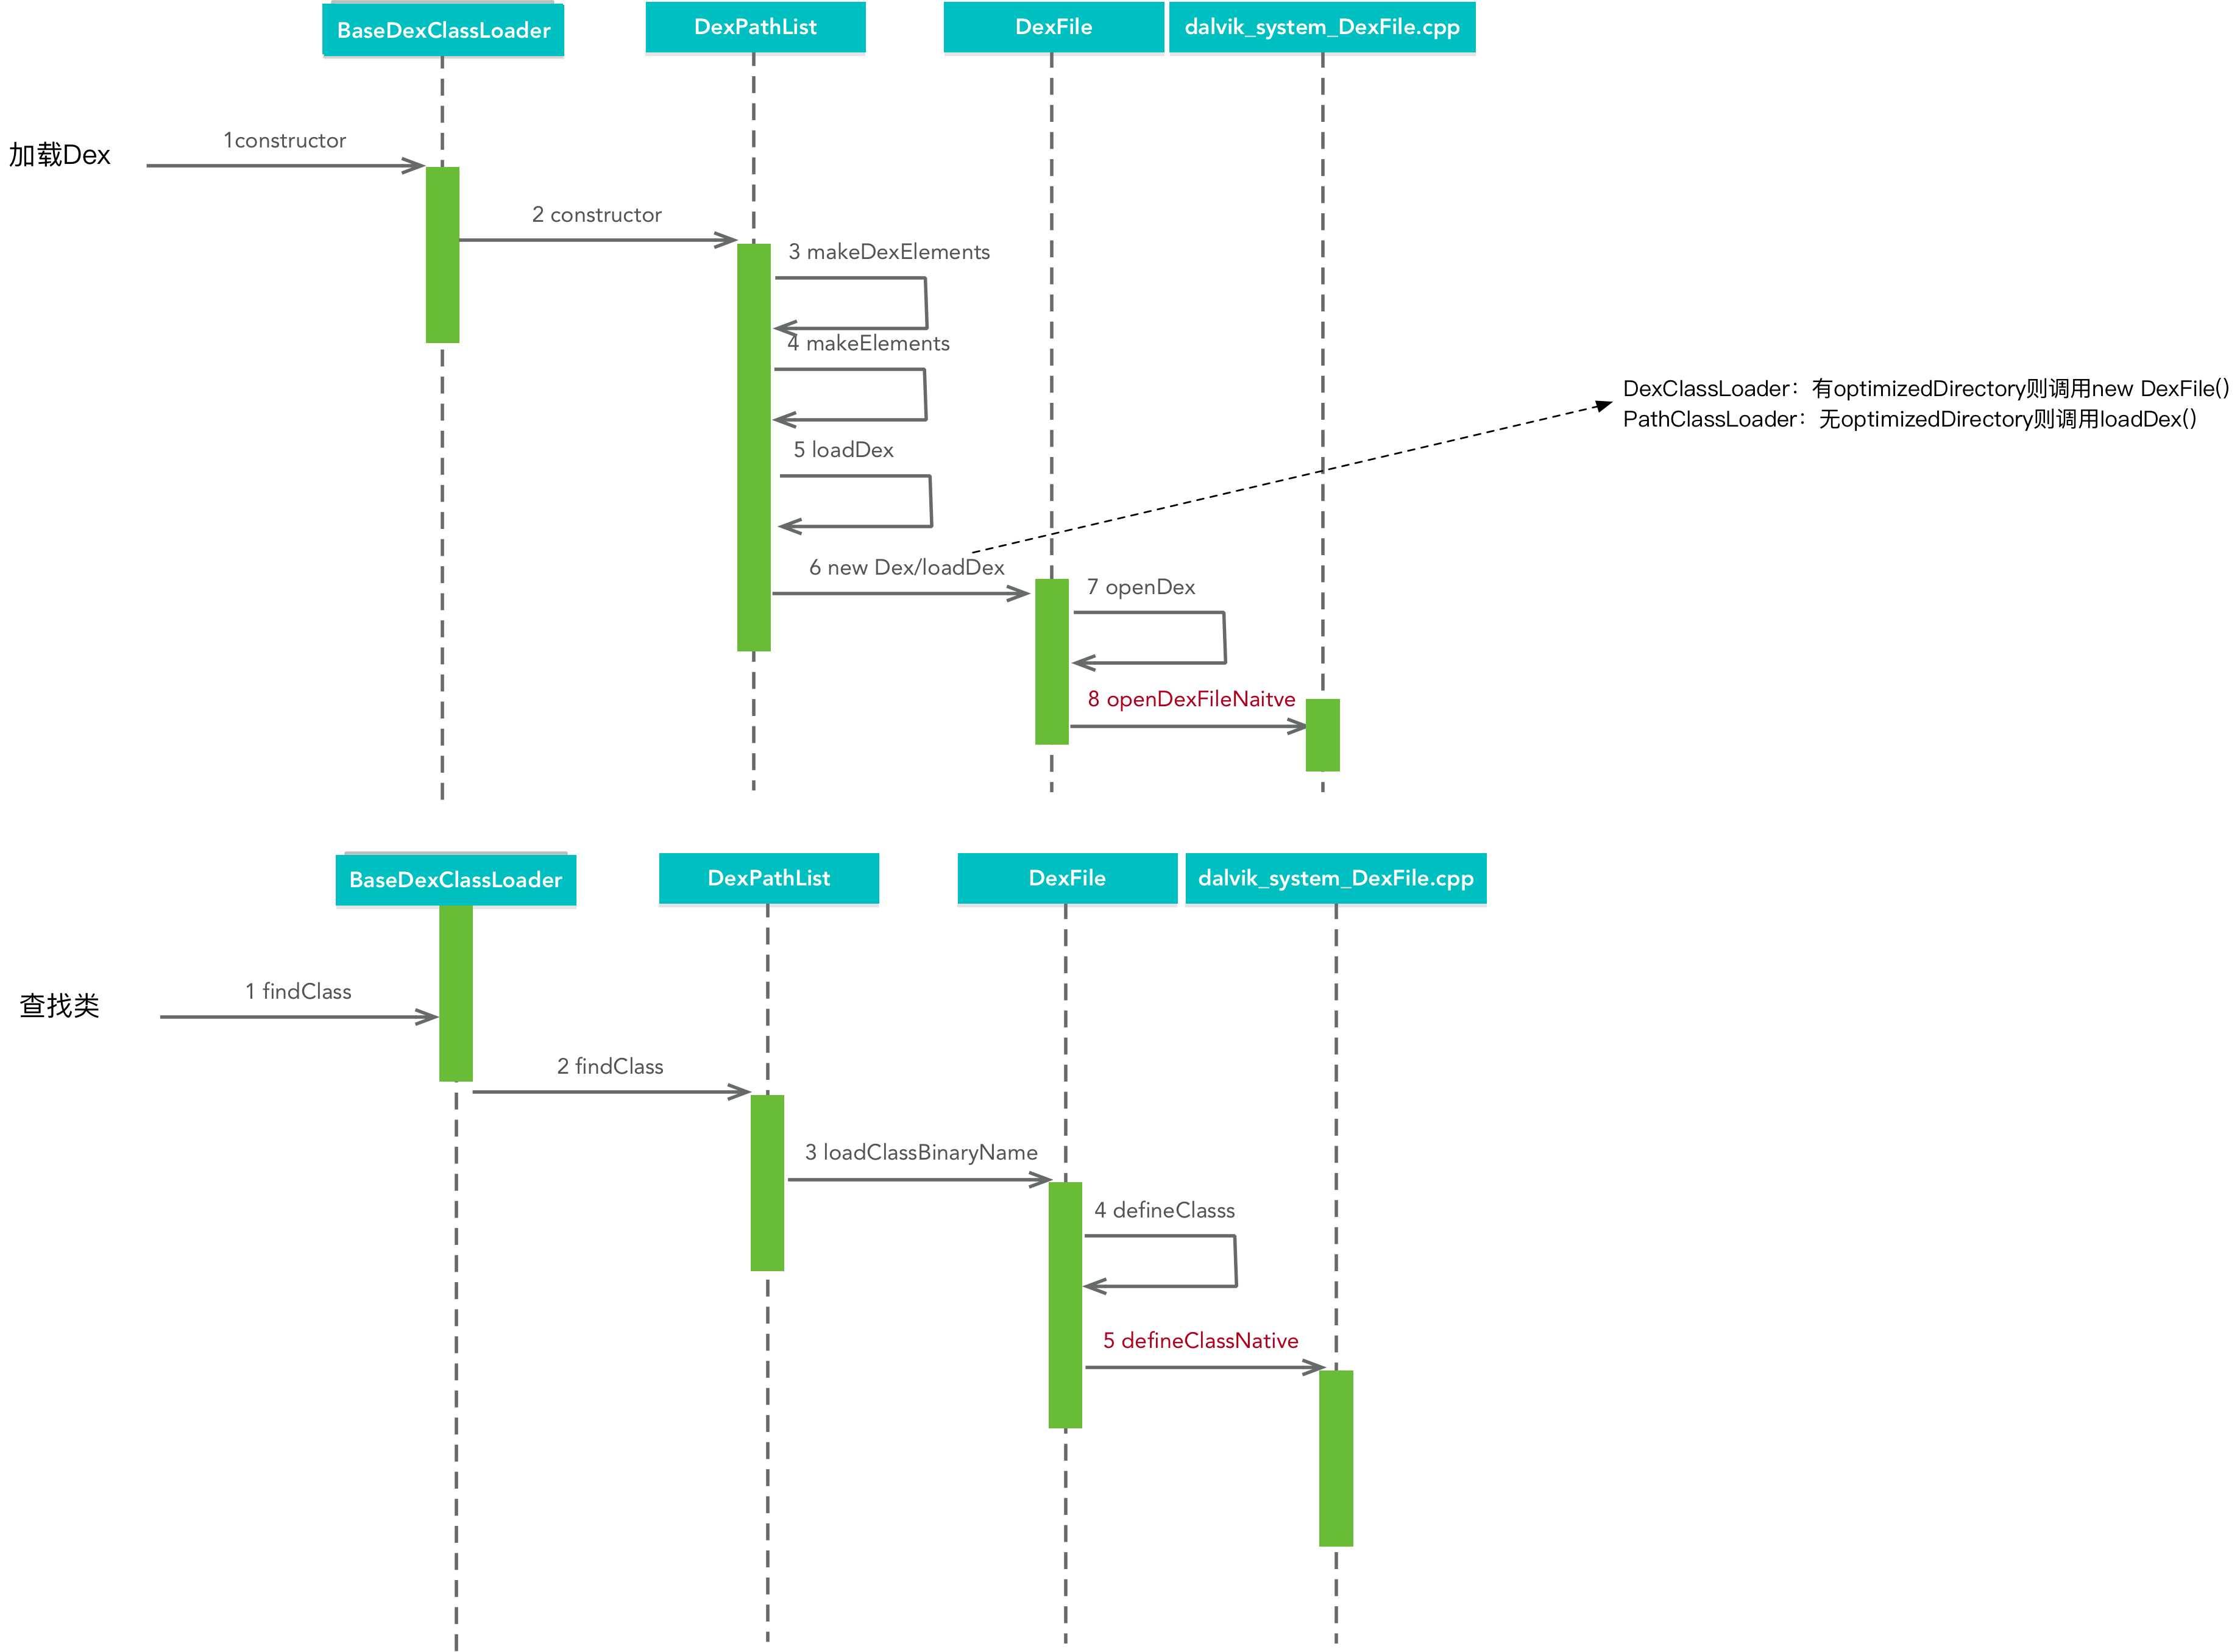 BaseDexClassLoader
DexPathList
DexFile
dalvik_system_DexFile.cpp
加载Dex
1constructor
2 constructor
3 makeDexElements
4 makeElements
DexClassLoader：有optimizedDirectory则调用new DexFile()
PathClassLoader：无optimizedDirectory则调用loadDex()
5 loadDex
6 new Dex/loadDex
7 openDex
8 openDexFileNaitve
BaseDexClassLoader
DexPathList
DexFile
dalvik_system_DexFile.cpp
查找类
1 findClass
2 findClass
3 loadClassBinaryName
4 defineClasss
5 defineClassNative